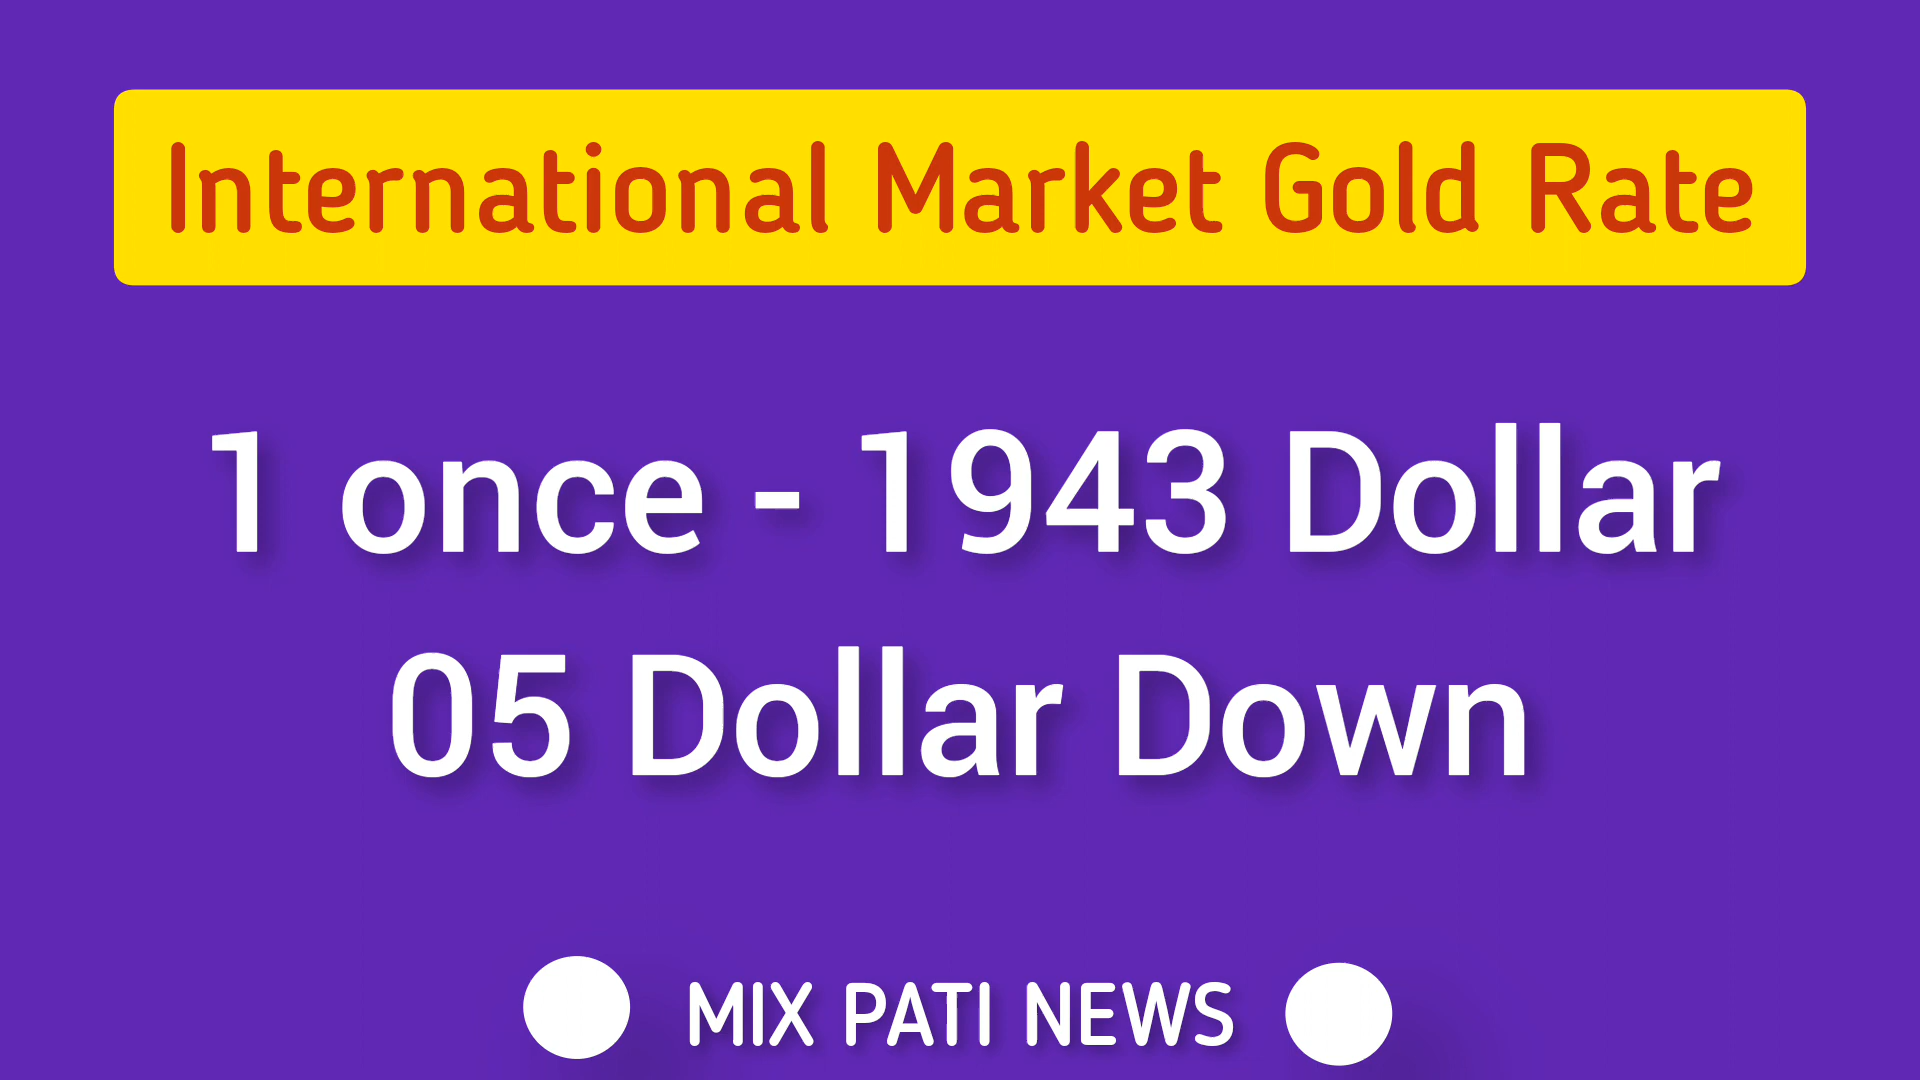 International Market Gold Rate
1 once - 1943 Dollar
05 Dollar Down
MIX PATI NEWS